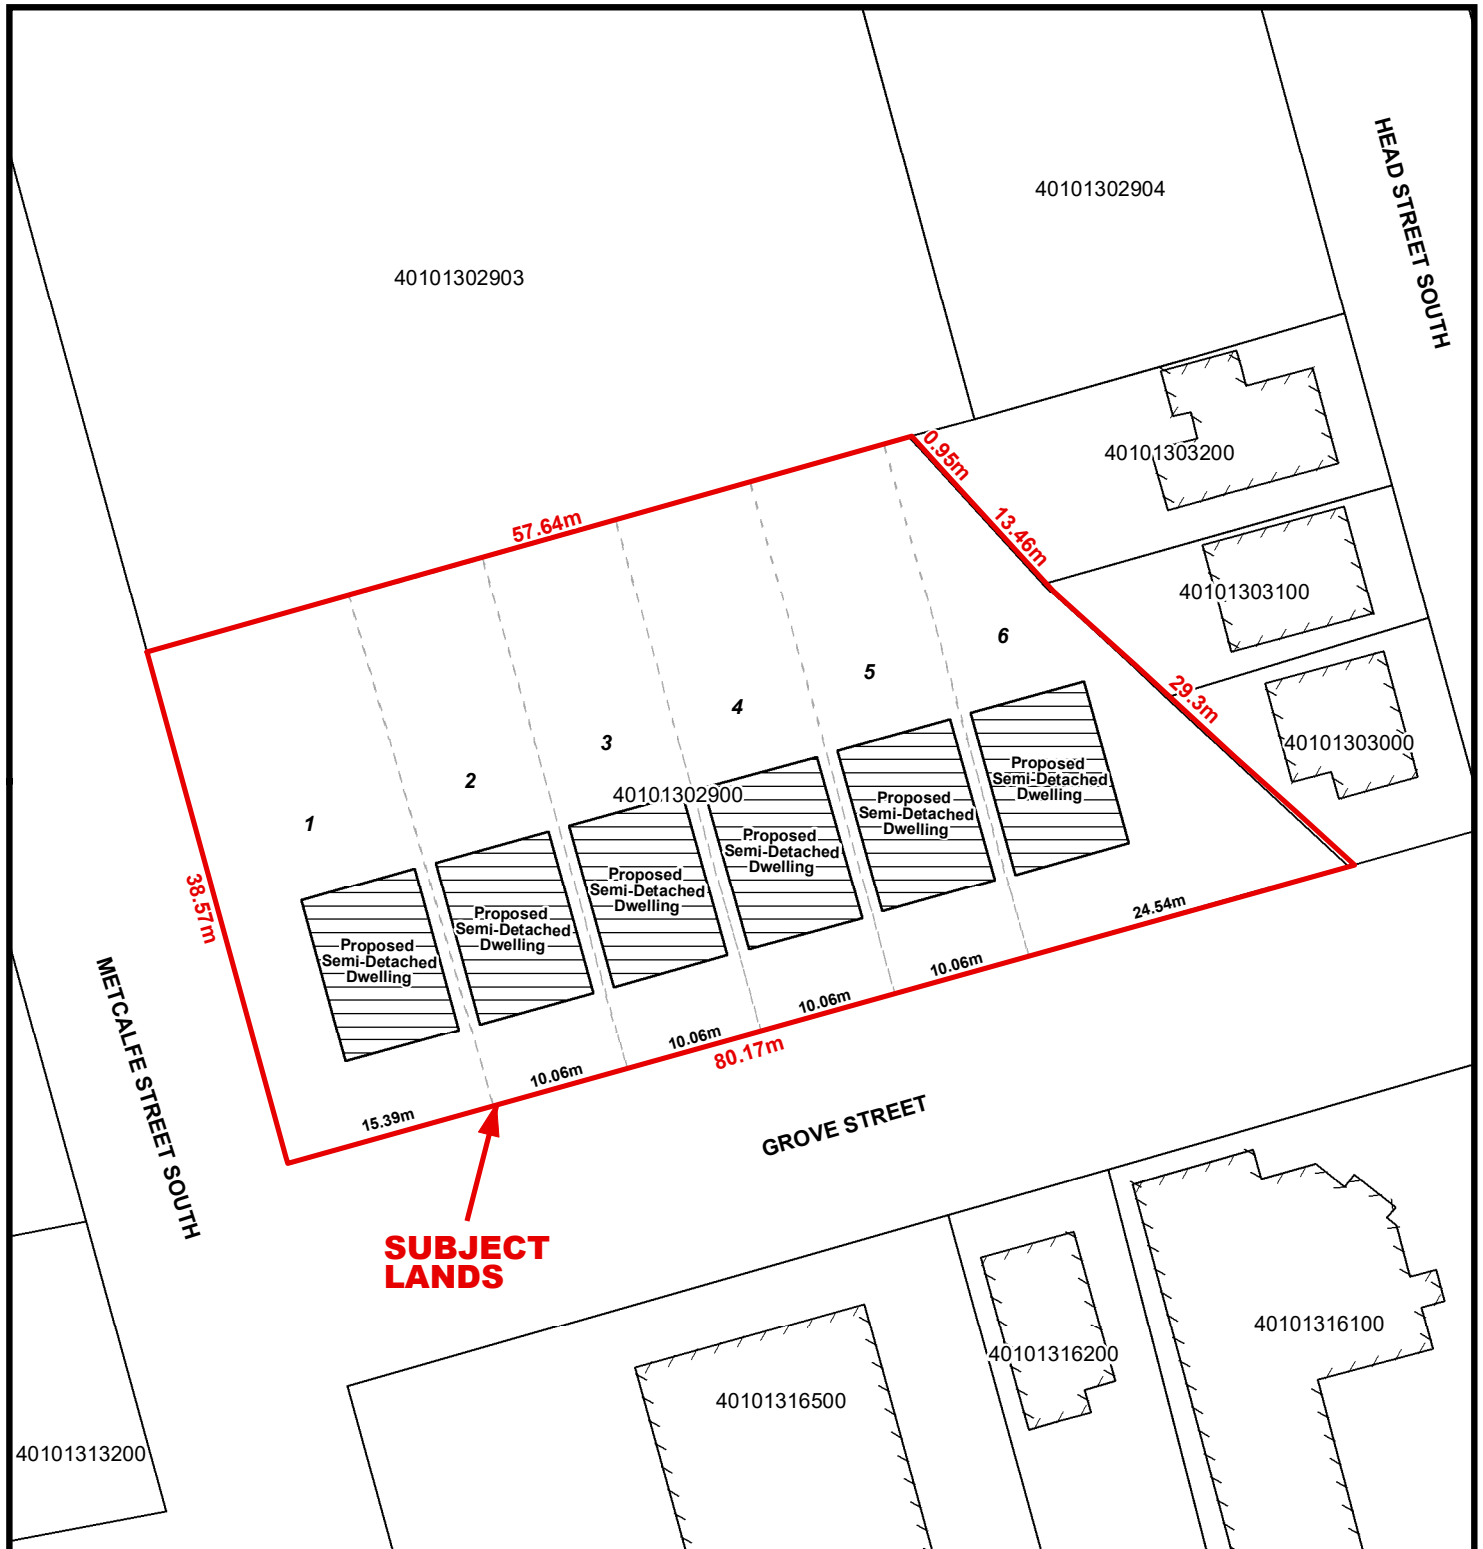 HEAD STREET SOUTH
40101302904
40101302903
0.95m
40101303200
13.46m
57.64m
40101303100
6
5
29.3m
4
3
40101303000
2
40101302900
1
Proposed
Semi-Detached
Dwelling
Proposed
Semi-Detached
Dwelling
Proposed
Semi-Detached
Dwelling
Proposed
Semi-Detached
Dwelling
Proposed
Semi-Detached
Dwelling
Proposed
Semi-Detached
Dwelling
38.57m
24.54m
10.06m
10.06m
10.06m
10.06m
15.39m
80.17m
METCALFE STREET SOUTH
GROVE STREET
SUBJECT
LANDS
40101316100
40101316200
40101316500
40101313200